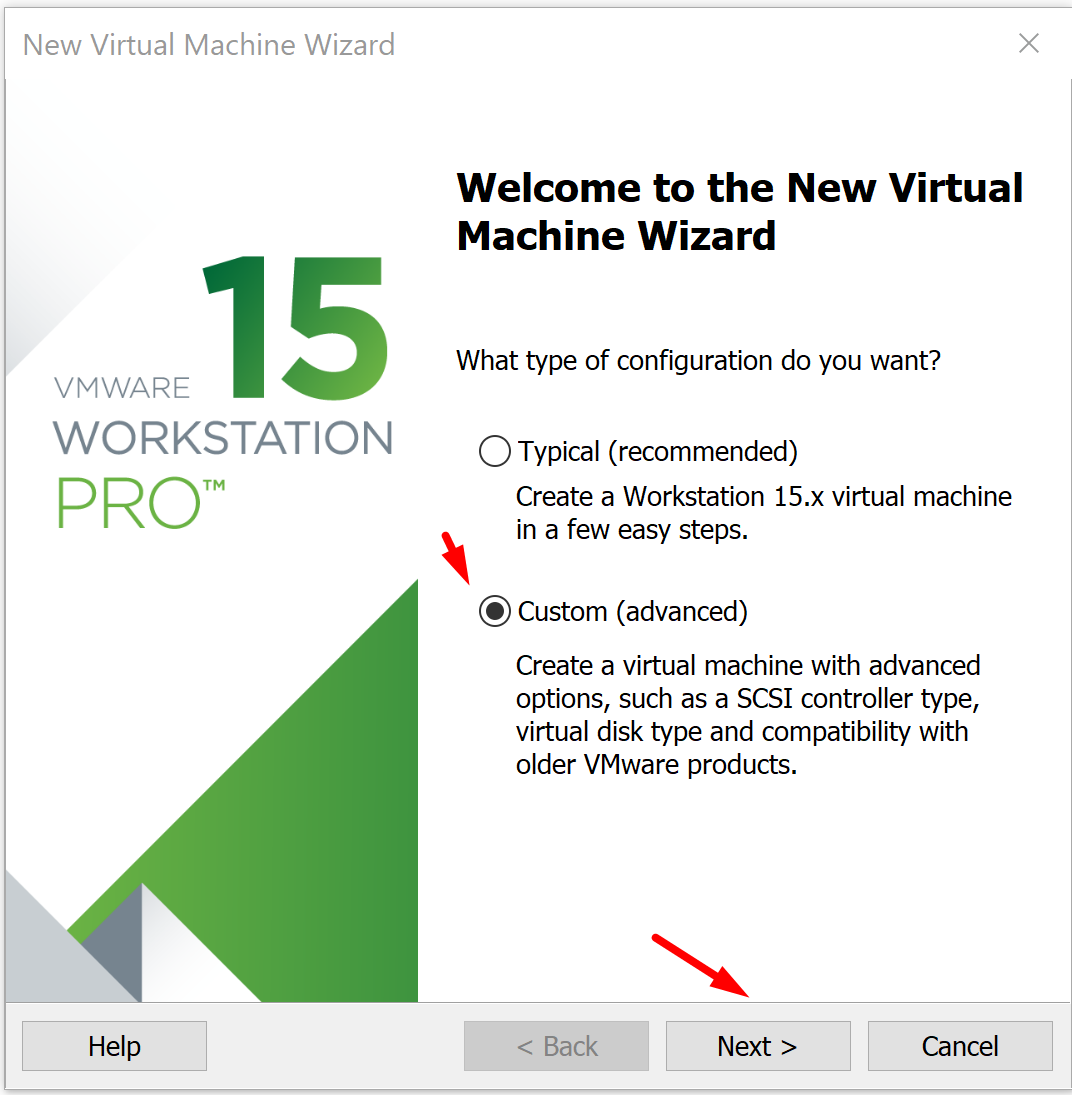 New Virtual Machine Wizard
15
VMWARE
WORKSTATION
PRO™
Welcome to the New Virtual
Machine Wizard
What type of configuration do you want?
Typical (recommended)
Create a Workstation 15.x virtual machine
in a few easy steps.
Custom (advanced)
Create a virtual machine with advanced
options, such as a SCSI controller type,
virtual disk type and compatibility with
older VMware products.
Help
< Back
Next >
Cancel